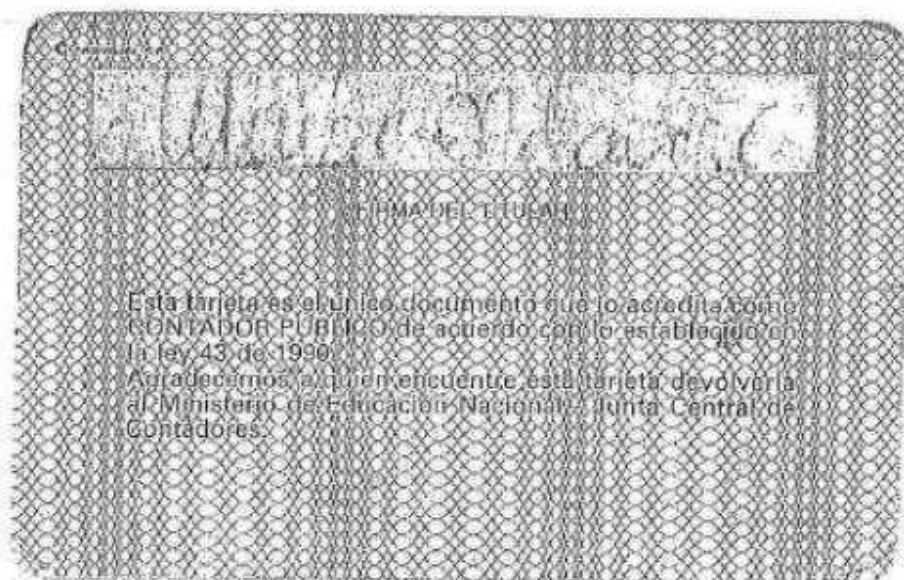 FIRMA DEL TITULAR
Esta tarjeta es el único documento que lo acredita como
CONTADOR PUBLICO de acuerdo con lo establecido en
la ley 43 de 1990.
Agradecemos a quien encuentre esta tarjeta devolverla
al Ministerio de Educación Nacional - Junta Central de
Contadores.